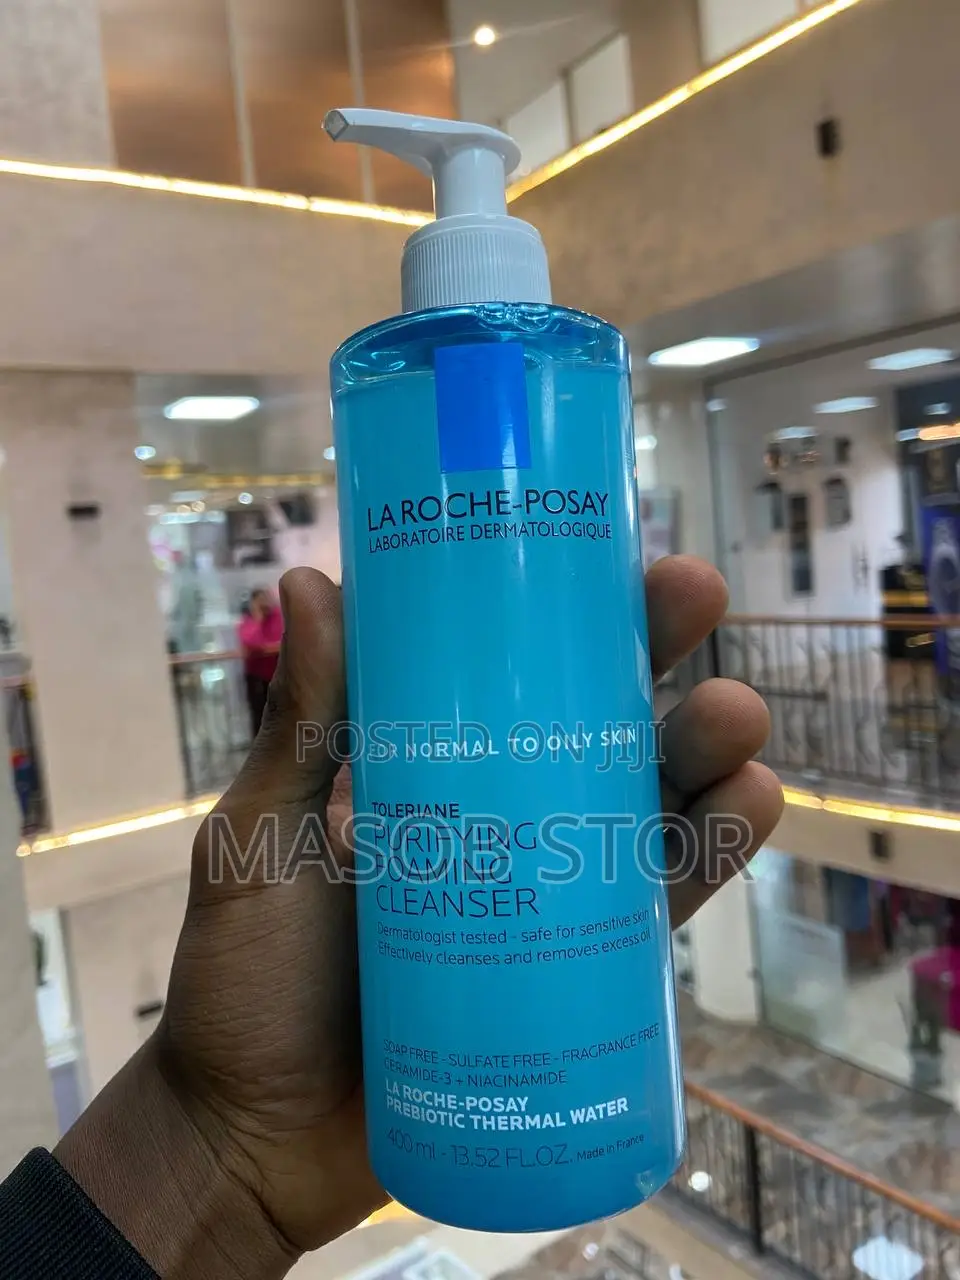 LA ROCHE-POSAY
LABORATOIRE DERMATOLOGIQUE
POSTED ON JIJI
FOR NORMAL TO OILY SKIN
TOLERIANE
MASOB STOR
PURIFYING
FOAMING
CLEANSER
Dermatologist tested - safe for sensitive skin
Effectively cleanses and removes excess oil
SOAP FREE - SULFATE FREE - FRAGRANCE FREE
CERAMIDE-3 + NIACINAMIDE
LA ROCHE-POSAY
PREBIOTIC THERMAL WATER
400 ml - 13.52 FL.OZ. Made in France